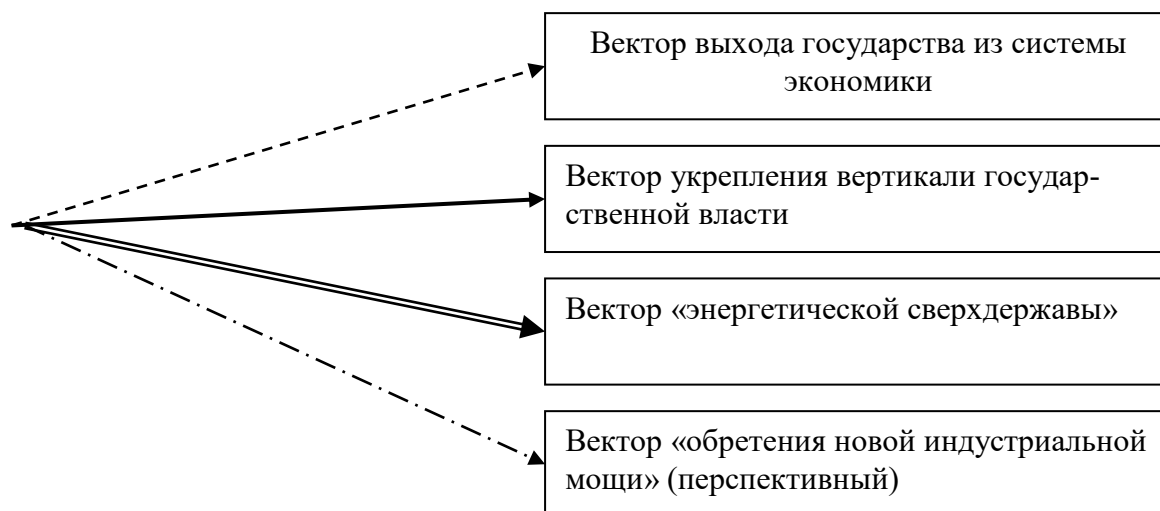 Вектор выхода государства из системы
экономики
Вектор укрепления вертикали государ-
ственной власти
Вектор «энергетической сверхдержавы»
Вектор «обретения новой индустриальной
мощи» (перспективный)